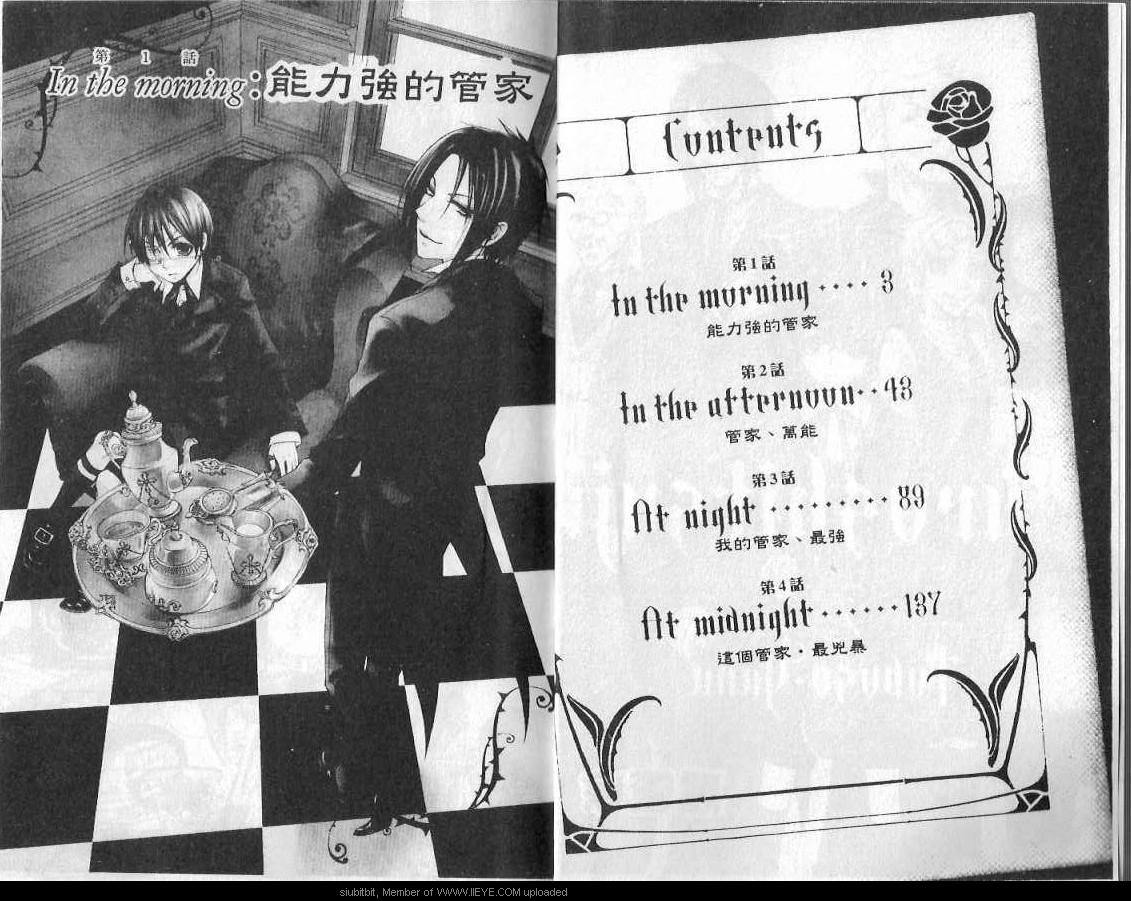 第1話
In the morning:能力強的管家
Contents
第1話
In the morning ···· 3
能力強的管家
第2話
In the afternoon··43
管家、萬能
第3話
At night ········· 89
我的管家、最強
第4話
At midnight ······137
這個管家・最兇暴
siubitbit, Member of WWW.IIEYE.COM uploaded